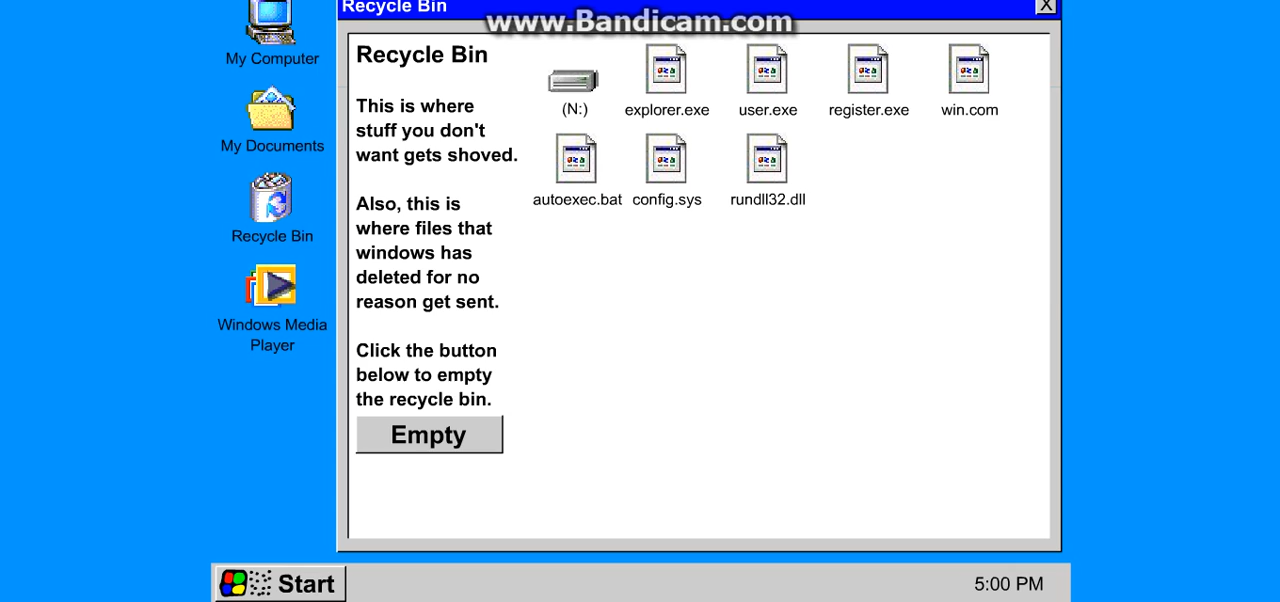 Recycle Bin
X
www.Bandicam.com
My Computer
My Documents
Recycle Bin
Windows Media
Player
Recycle Bin
This is where
stuff you don't
want gets shoved.
Also, this is
where files that
windows has
deleted for no
reason get sent.
Click the button
below to empty
the recycle bin.
Empty
(N:)
explorer.exe
user.exe
register.exe
win.com
autoexec.bat
config.sys
rundll32.dll
Start
5:00 PM